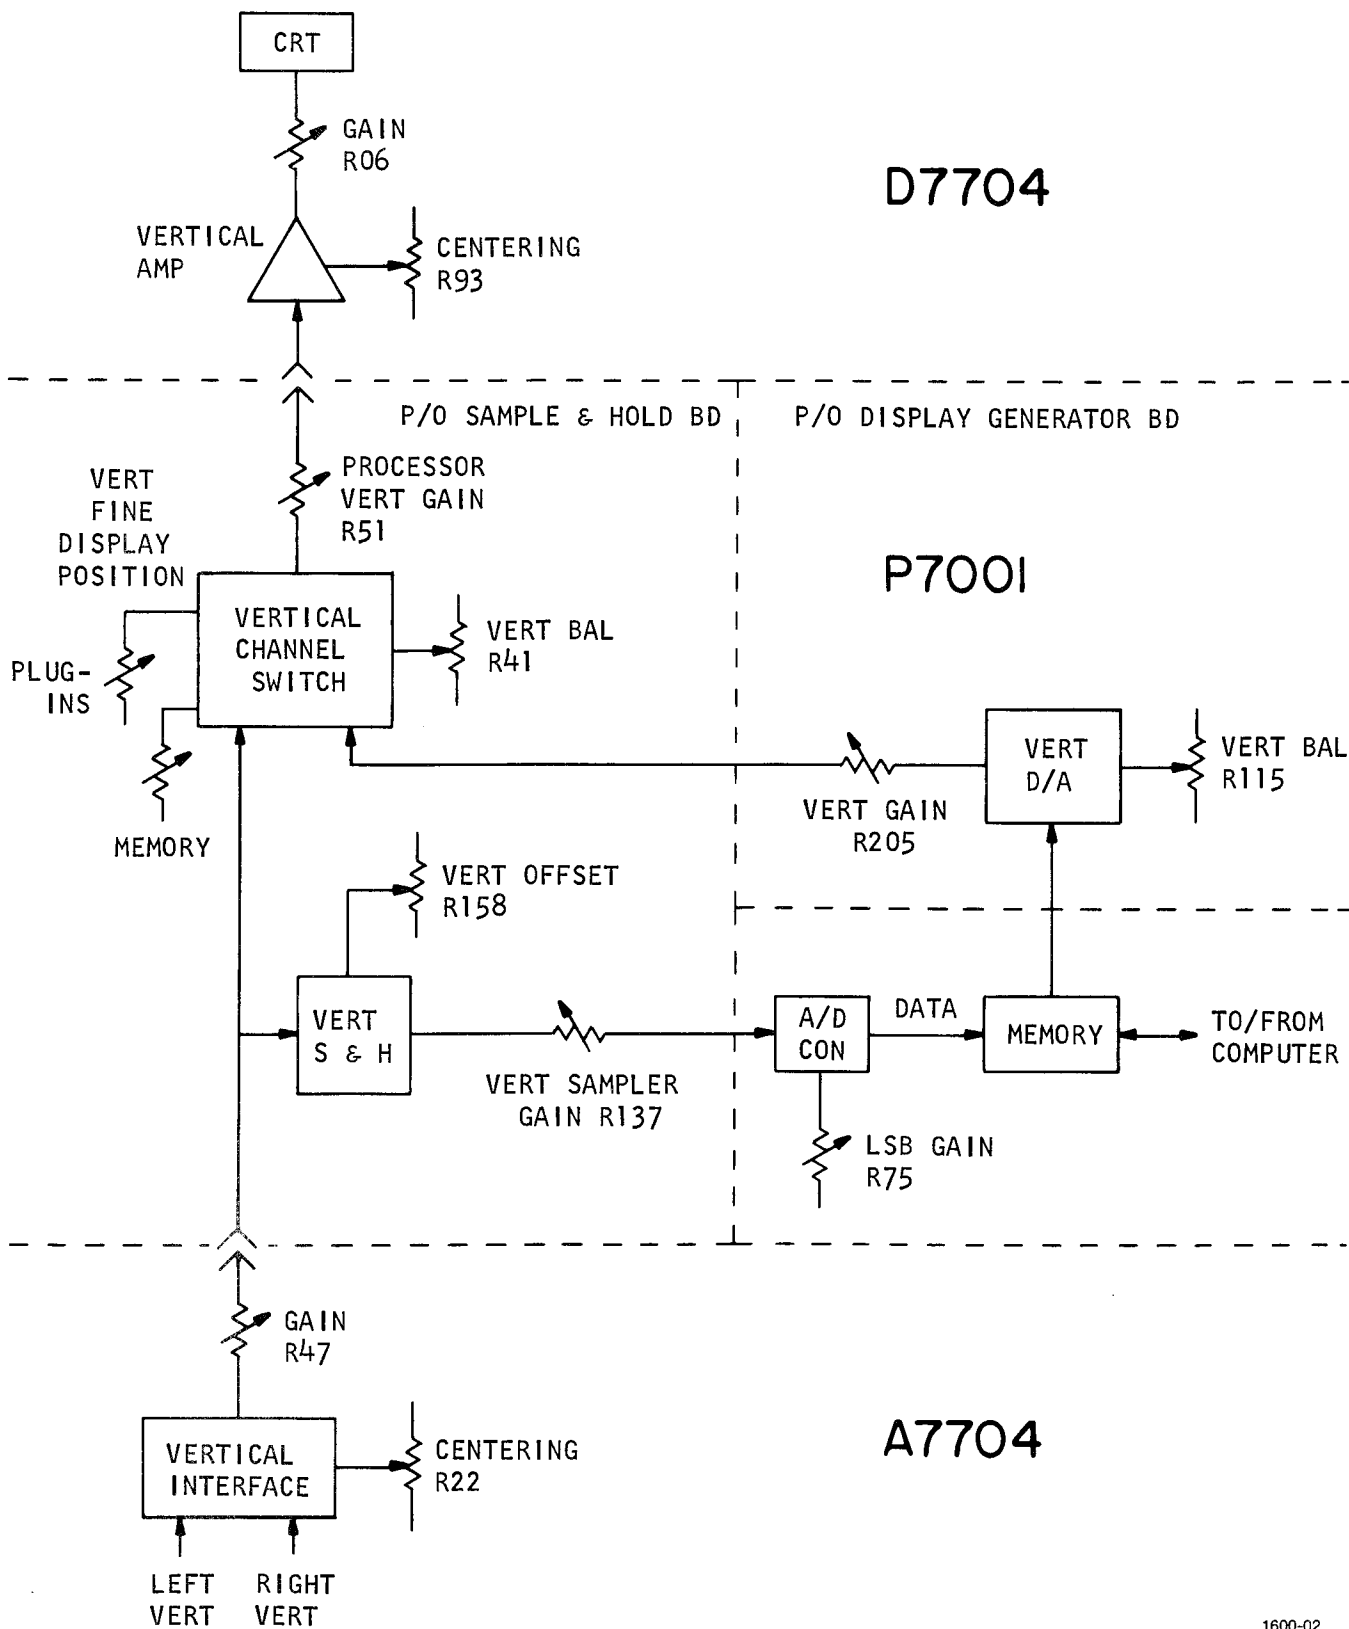 CRT
GAIN
R06
D7704
VERTICAL
AMP
CENTERING
R93
P/O SAMPLE & HOLD BD
P/O DISPLAY GENERATOR BD
PROCESSOR
VERT GAIN
R51
VERT
FINE
DISPLAY
POSITION
P7001
VERTICAL
CHANNEL
SWITCH
VERT BAL
R41
PLUG-
INS
MEMORY
VERT
D/A
VERT BAL
R115
VERT GAIN
R205
VERT OFFSET
R158
VERT
S & H
VERT SAMPLER
GAIN R137
A/D
CON
DATA
MEMORY
TO/FROM
COMPUTER
LSB GAIN
R75
GAIN
R47
A7704
VERTICAL
INTERFACE
CENTERING
R22
LEFT
VERT
RIGHT
VERT
1600-02